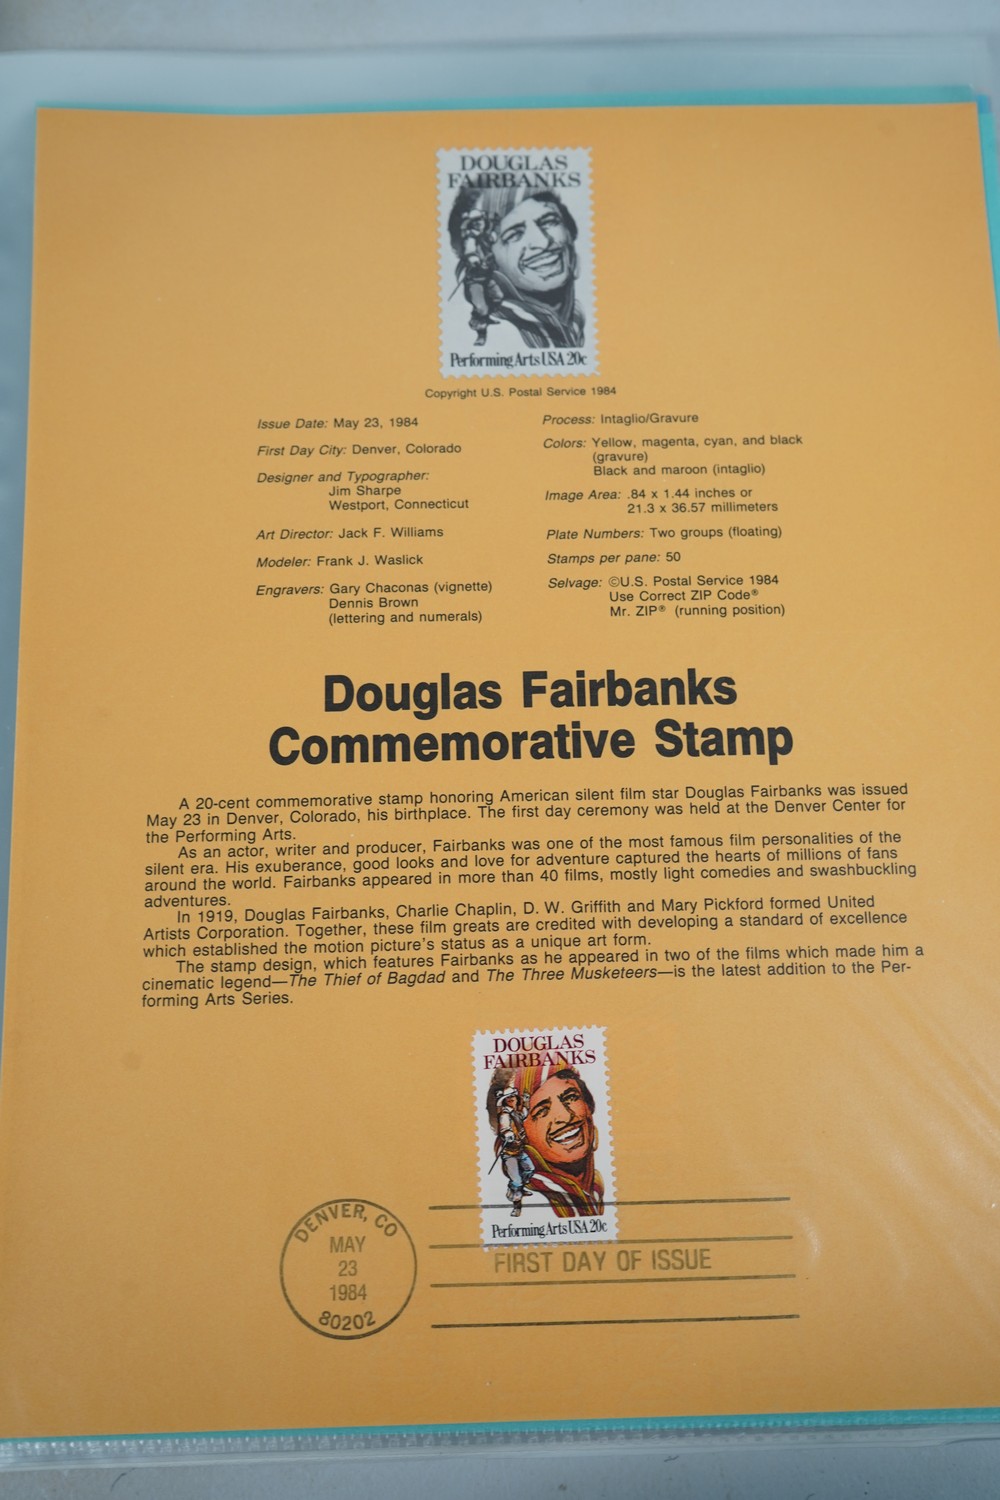 DOUGLAS
FAIRBANKS
Performing Arts USA 20c
Copyright U.S. Postal Service 1984
Issue Date: May 23, 1984
First Day City: Denver, Colorado
Designer and Typographer:
Jim Sharpe
Westport, Connecticut
Art Director: Jack F. Williams
Modeler: Frank J. Waslick
Engravers: Gary Chaconas (vignette)
Dennis Brown
(lettering and numerals)
Process: Intaglio/Gravure
Colors: Yellow, magenta, cyan, and black
(gravure)
Black and maroon (intaglio)
Image Area: .84 x 1.44 inches or
21.3 x 36.57 millimeters
Plate Numbers: Two groups (floating)
Stamps per pane: 50
Selvage: ©U.S. Postal Service 1984
Use Correct ZIP Code®
Mr. ZIP® (running position)
Douglas Fairbanks
Commemorative Stamp
A 20-cent commemorative stamp honoring American silent film star Douglas Fairbanks was issued
May 23 in Denver, Colorado, his birthplace. The first day ceremony was held at the Denver Center for
the Performing Arts.
As an actor, writer and producer, Fairbanks was one of the most famous film personalities of the
silent era. His exuberance, good looks and love for adventure captured the hearts of millions of fans
around the world. Fairbanks appeared in more than 40 films, mostly light comedies and swashbuckling
adventures.
In 1919, Douglas Fairbanks, Charlie Chaplin, D. W. Griffith and Mary Pickford formed United
Artists Corporation. Together, these film greats are credited with developing a standard of excellence
which established the motion picture's status as a unique art form.
The stamp design, which features Fairbanks as he appeared in two of the films which made him a
cinematic legend—The Thief of Bagdad and The Three Musketeers—is the latest addition to the Per-
forming Arts Series.
DOUGLAS
FAIRBANKS
Performing Arts USA 20c
DENVER, CO
MAY
23
1984
80202
FIRST DAY OF ISSUE